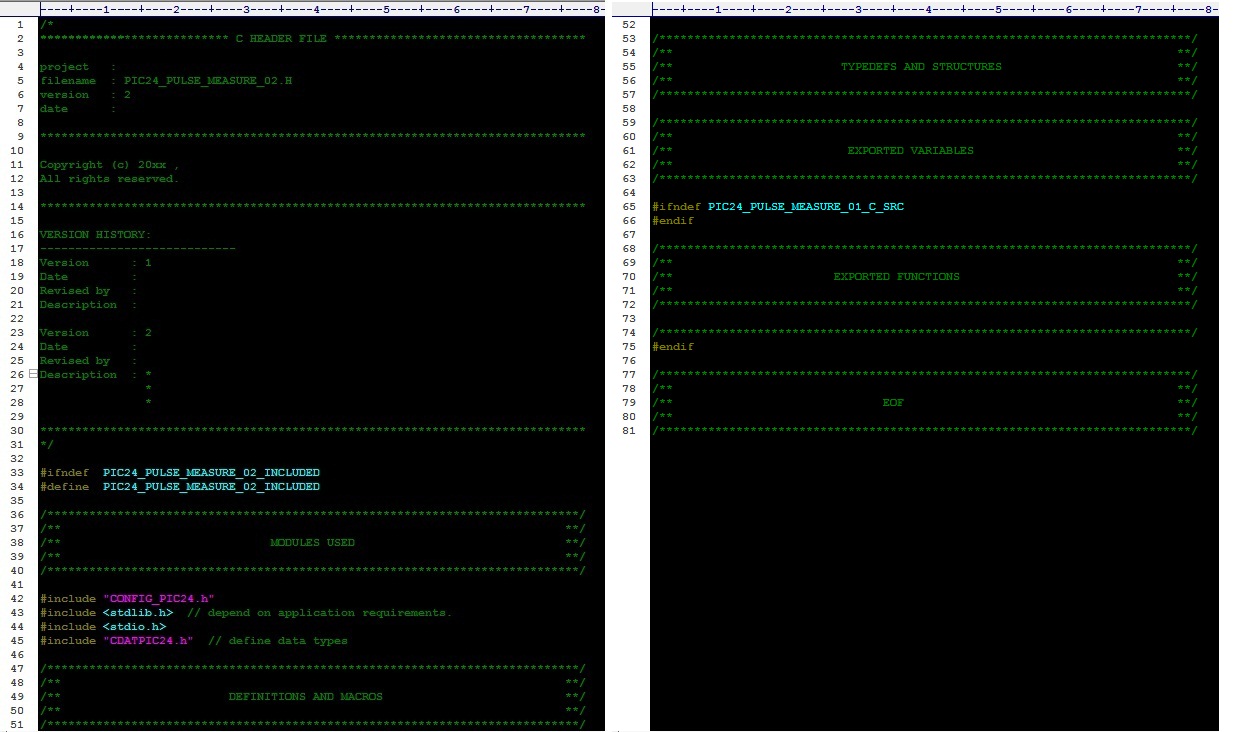 ----+----1----+----2----+----3----+----4----+----5----+----6----+----7----+----8-
1 /*
2 *************************** C HEADER FILE ************************************
3
4 project   :
5 filename  : PIC24_PULSE_MEASURE_02.H
6 version   : 2
7 date      :
8
9 ******************************************************************************
10
11 Copyright (c) 20xx ,
12 All rights reserved.
13
14 ******************************************************************************
15
16 VERSION HISTORY:
17 ----------------------------
18 Version      : 1
19 Date         :
20 Revised by   :
21 Description  :
22
23 Version      : 2
24 Date         :
25 Revised by   :
26 Description  : *
27                *
28                *
29
30 ******************************************************************************
31 */
32
33 #ifndef  PIC24_PULSE_MEASURE_02_INCLUDED
34 #define  PIC24_PULSE_MEASURE_02_INCLUDED
35
36 /****************************************************************************/
37 /**                                                                        **/
38 /**                              MODULES USED                              **/
39 /**                                                                        **/
40 /****************************************************************************/
41
42 #include "CONFIG_PIC24.h"
43 #include <stdlib.h>  // depend on application requirements.
44 #include <stdio.h>
45 #include "CDATPIC24.h"  // define data types
46
47 /****************************************************************************/
48 /**                                                                        **/
49 /**                        DEFINITIONS AND MACROS                          **/
50 /**                                                                        **/
51 /****************************************************************************/
----+----1----+----2----+----3----+----4----+----5----+----6----+----7----+----8-
52
53 /****************************************************************************/
54 /**                                                                        **/
55 /**                        TYPEDEFS AND STRUCTURES                         **/
56 /**                                                                        **/
57 /****************************************************************************/
58
59 /****************************************************************************/
60 /**                                                                        **/
61 /**                         EXPORTED VARIABLES                             **/
62 /**                                                                        **/
63 /****************************************************************************/
64
65 #ifndef PIC24_PULSE_MEASURE_01_C_SRC
66 #endif
67
68 /****************************************************************************/
69 /**                                                                        **/
70 /**                       EXPORTED FUNCTIONS                               **/
71 /**                                                                        **/
72 /****************************************************************************/
73
74 /****************************************************************************/
75 #endif
76
77 /****************************************************************************/
78 /**                                                                        **/
79 /**                              EOF                                       **/
80 /**                                                                        **/
81 /****************************************************************************/